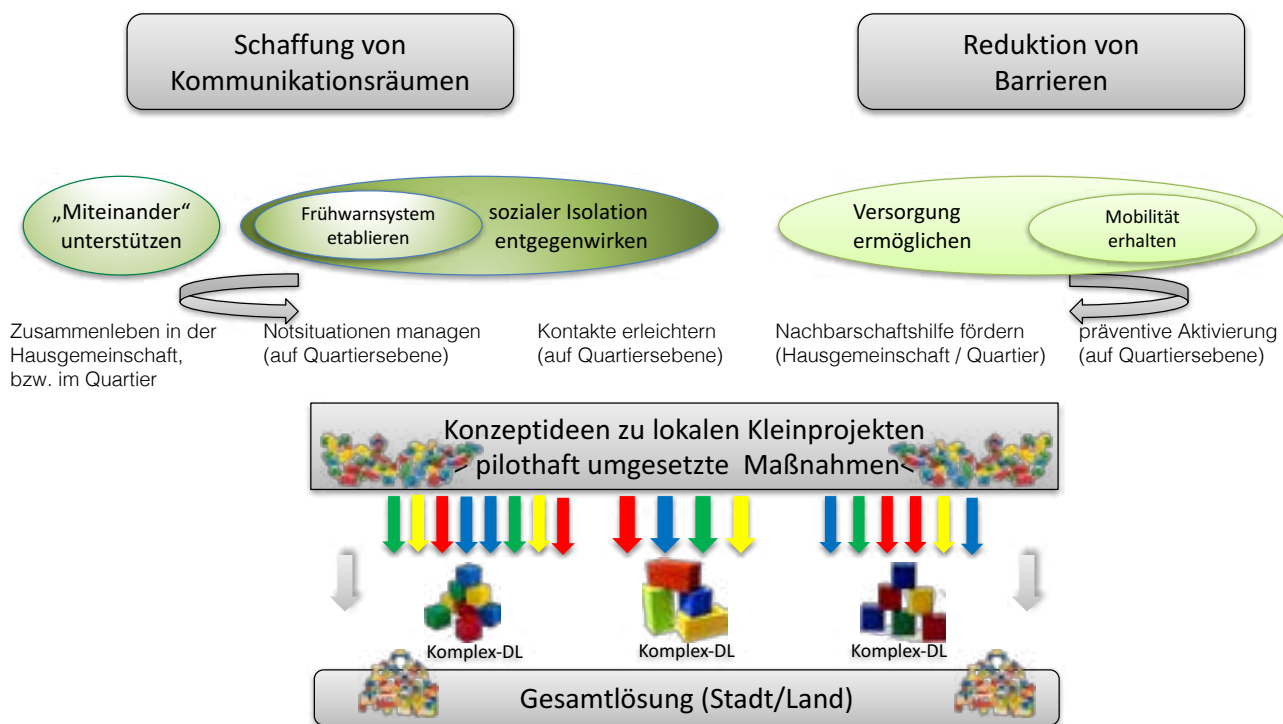 Schaffung von
Kommunikationsräumen
Reduktion von
Barrieren
„Miteinander“
unterstützen
Frühwarnsystem
etablieren
sozialer Isolation
entgegenwirken
Versorgung
ermöglichen
Mobilität
erhalten
Zusammenleben in der
Hausgemeinschaft,
bzw. im Quartier
Notsituationen managen
(auf Quartiersebene)
Kontakte erleichtern
(auf Quartiersebene)
Nachbarschaftshilfe fördern
(Hausgemeinschaft / Quartier)
präventive Aktivierung
(auf Quartiersebene)
Konzeptideen zu lokalen Kleinprojekten
> pilothaft umgesetzte Maßnahmen<
Komplex-DL
Komplex-DL
Komplex-DL
Gesamtlösung (Stadt/Land)